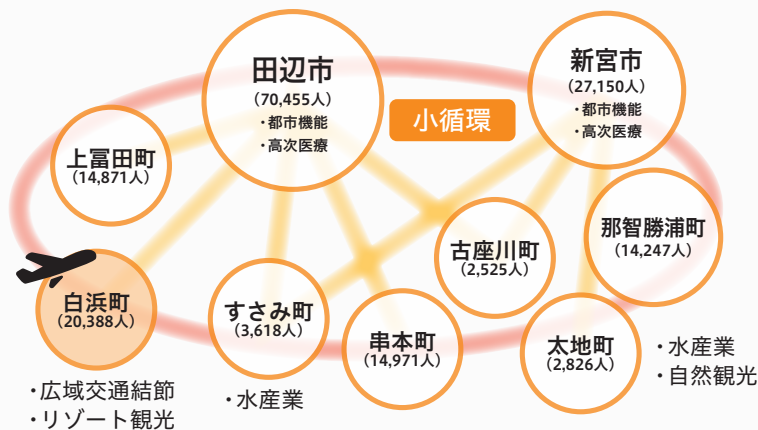 田辺市
(70,455人)
・都市機能
・高次医療
新宮市
(27,150人)
・都市機能
・高次医療
小循環
上冨田町
(14,871人)
那智勝浦町
(14,247人)
古座川町
(2,525人)
白浜町
(20,388人)
すさみ町
(3,618人)
串本町
(14,971人)
太地町
(2,826人)
・水産業
・自然観光
・広域交通結節
・リゾート観光
・水産業